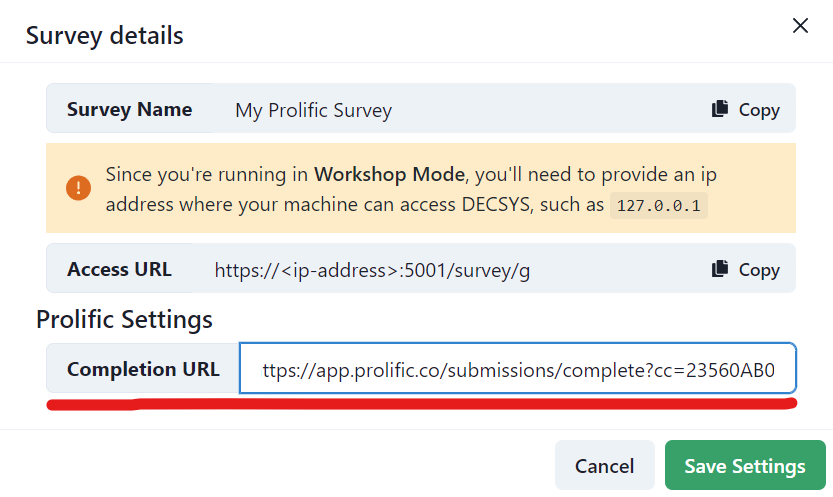 Survey details
Survey Name My Prolific Survey Copy
Since you're running in Workshop Mode, you'll need to provide an ip
address where your machine can access DECSYS, such as 127.0.0.1
Access URL https://<ip-address>:5001/survey/g Copy
Prolific Settings
Completion URL ttps://app.prolific.co/submissions/complete?cc=23560AB0
Cancel Save Settings